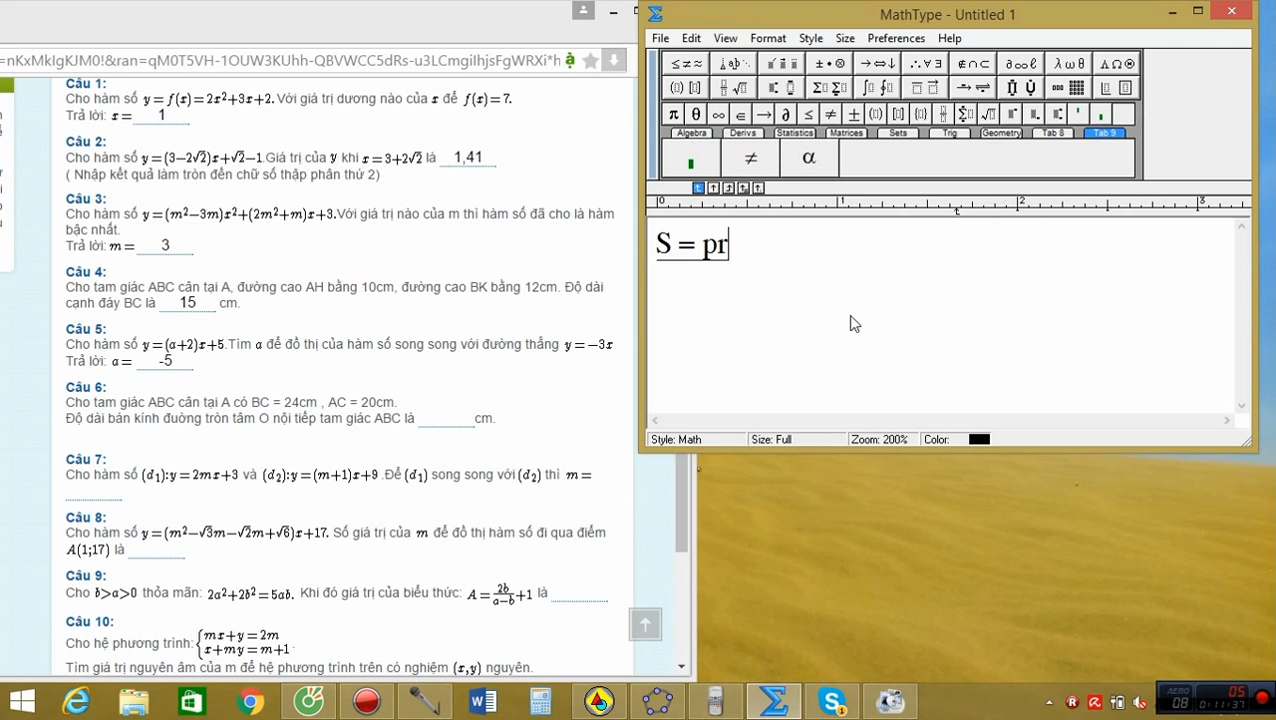 MathType - Untitled 1
=nKxMkIgKJM0!&ran=qM0T5VH-1OUW3KUhh-QBVWCC5dRs-u3LCmgiIhjsFgWRXi*h
File Edit View Format Style Size Preferences Help
Algebra Derivs Statistics Matrices Sets Trig Geometry Tab 8 Tab 9
≠ α
0 1 2 3
S = pr
Style: Math Size: Full Zoom: 200% Color:
Câu 1:
Cho hàm số y=f(x)=2x²+3x+2. Với giá trị dương nào của x để f(x)=7.
Trả lời: x= 1
Câu 2:
Cho hàm số y=(3−2√2)x+√2−1.Giá trị của y khi x=3+2√2 là 1,41
( Nhập kết quả làm tròn đến chữ số thập phân thứ 2)
Câu 3:
Cho hàm số y=(m²−3m)x²+(2m²+m)x+3.Với giá trị nào của m thì hàm số đã cho là hàm
bậc nhất.
Trả lời: m= 3
Câu 4:
Cho tam giác ABC cân tại A, đường cao AH bằng 10cm, đường cao BK bằng 12cm. Độ dài
cạnh đáy BC là 15 cm.
Câu 5:
Cho hàm số y=(a+2)x+5.Tìm a để đồ thị của hàm số song song với đường thẳng y=−3x
Trả lời: a= -5
Câu 6:
Cho tam giác ABC cân tại A có BC = 24cm , AC = 20cm.
Độ dài bán kính đuờng tròn tâm O nội tiếp tam giác ABC là cm.
Câu 7:
Cho hàm số (d₁):y=2mx+3 và (d₂):y=(m+1)x+9 .Để (d₁) song song với (d₂) thì m=
Câu 8:
Cho hàm số y=(m²−√3m−√2m+√6)x+17. Số giá trị của m để đồ thị hàm số đi qua điểm
A(1;17) là
Câu 9:
Cho b>a>0 thỏa mãn: 2a²+2b²=5ab. Khi đó giá trị của biểu thức: A=2b/(a−b)+1 là
Câu 10:
Cho hệ phương trình: {mx+y=2m
x+my=m+1.
Tìm giá trị nguyên âm của m để hệ phương trình trên có nghiệm (x,y) nguyên.
AERO 08 05 0:11:37